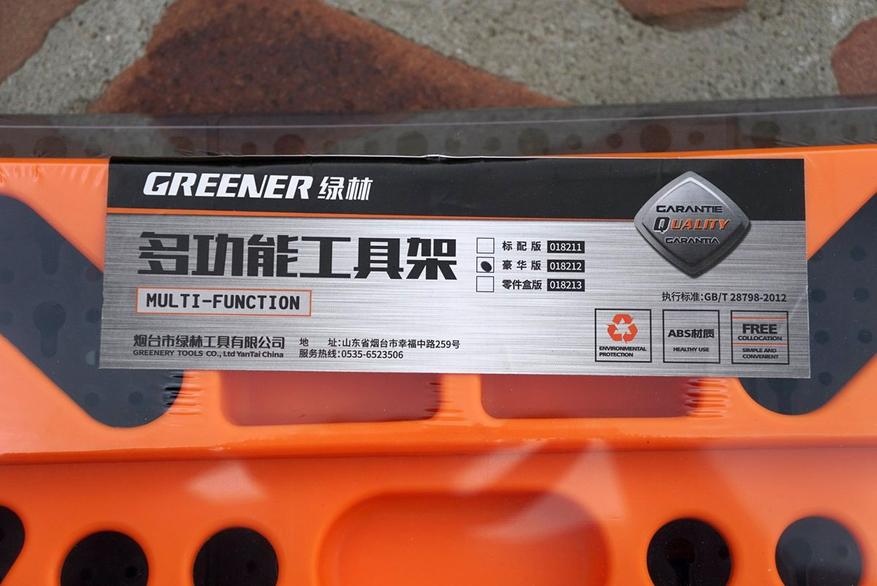 GREENER 绿林
GARANTIE
QUALITY
GARANTIA
多功能工具架
MULTI-FUNCTION
标配版 018211
豪华版 018212
零件盒版 018213
执行标准:GB/T 28798-2012
ENVIRONMENTAL
PROTECTION
ABS材质
HEALTHY USE
FREE
COLLOCATION
SIMPLE AND
CONVENIENT
烟台市绿林工具有限公司
GREENERY TOOLS CO., Ltd YanTai China
地 址:山东省烟台市幸福中路259号
服务热线:0535-6523506